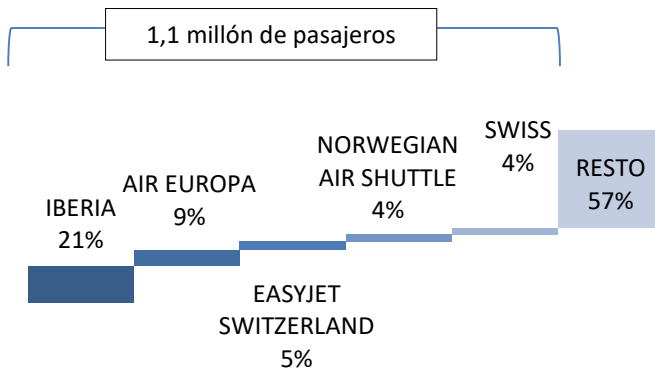 1,1 millón de pasajeros
IBERIA
21%
AIR EUROPA
9%
EASYJET
SWITZERLAND
5%
NORWEGIAN
AIR SHUTTLE
4%
SWISS
4%
RESTO
57%